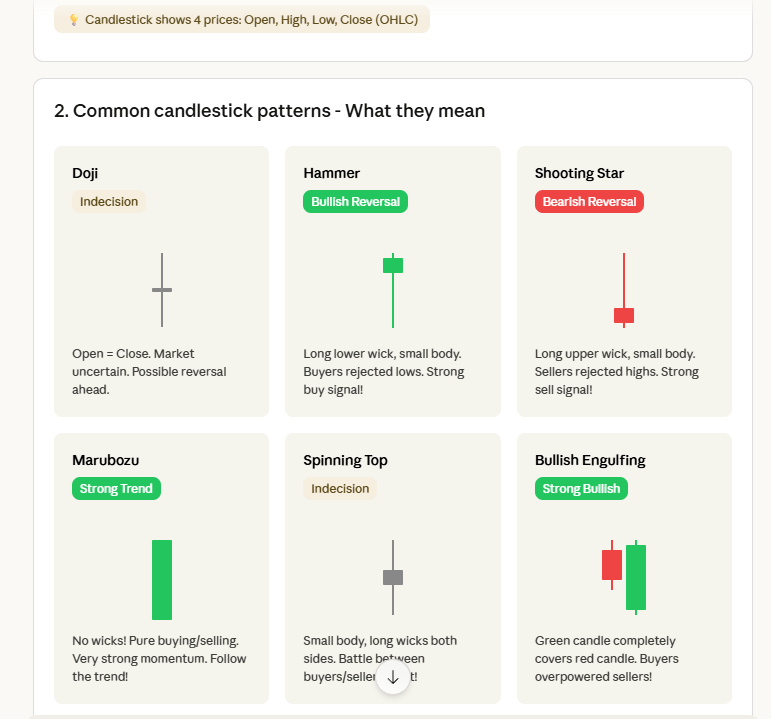 💡 Candlestick shows 4 prices: Open, High, Low, Close (OHLC)
2. Common candlestick patterns - What they mean
Doji
Indecision
Open = Close. Market
uncertain. Possible reversal
ahead.
Hammer
Bullish Reversal
Long lower wick, small body.
Buyers rejected lows. Strong
buy signal!
Shooting Star
Bearish Reversal
Long upper wick, small body.
Sellers rejected highs. Strong
sell signal!
Marubozu
Strong Trend
No wicks! Pure buying/selling.
Very strong momentum. Follow
the trend!
Spinning Top
Indecision
Small body, long wicks both
sides. Battle between
Bullish Engulfing
Strong Bullish
Green candle completely
covers red candle. Buyers
overpowered sellers!